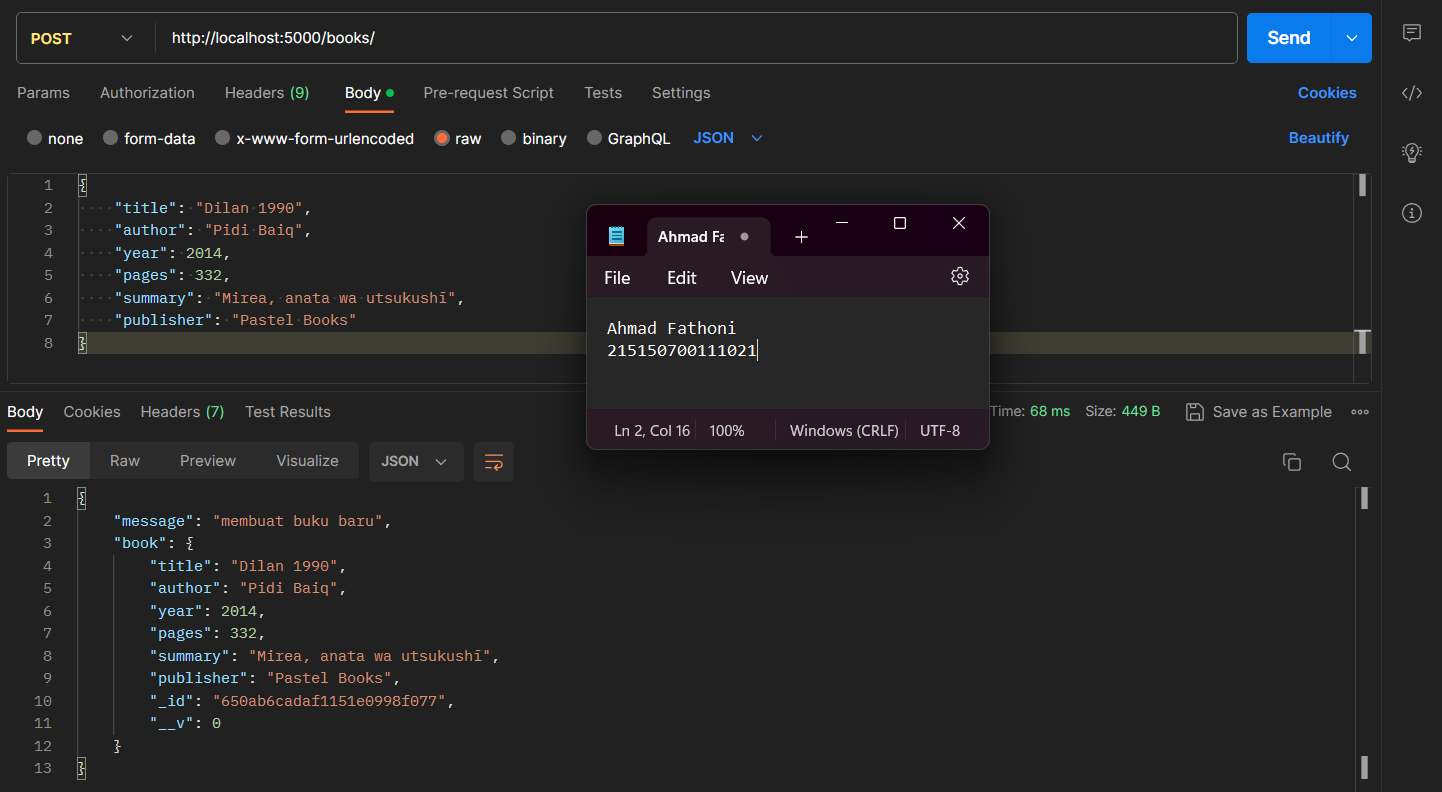 POST http://localhost:5000/books/ Send
Params Authorization Headers (9) Body Pre-request Script Tests Settings Cookies
none form-data x-www-form-urlencoded raw binary GraphQL JSON Beautify
1 {
2 "title": "Dilan 1990",
3 "author": "Pidi Baiq",
4 "year": 2014,
5 "pages": 332,
6 "summary": "Mirea, anata wa utsukushī",
7 "publisher": "Pastel Books"
8 }
Ahmad Fa
File Edit View
Ahmad Fathoni
215150700111021
Ln 2, Col 16 100% Windows (CRLF) UTF-8
Body Cookies Headers (7) Test Results Time: 68 ms Size: 449 B Save as Example
Pretty Raw Preview Visualize JSON
1 {
2 "message": "membuat buku baru",
3 "book": {
4 "title": "Dilan 1990",
5 "author": "Pidi Baiq",
6 "year": 2014,
7 "pages": 332,
8 "summary": "Mirea, anata wa utsukushī",
9 "publisher": "Pastel Books",
10 "_id": "650ab6cadaf1151e0998f077",
11 "__v": 0
12 }
13 }